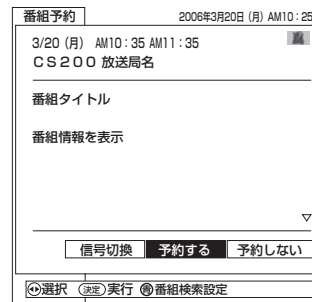 番組予約
2006年3月20日 (月) AM10:25
3/20 (月) AM10:35 AM11:35
CS200 放送局名
番組タイトル
番組情報を表示
信号切換 予約する 予約しない
選択 決定 実行 青 番組検索設定